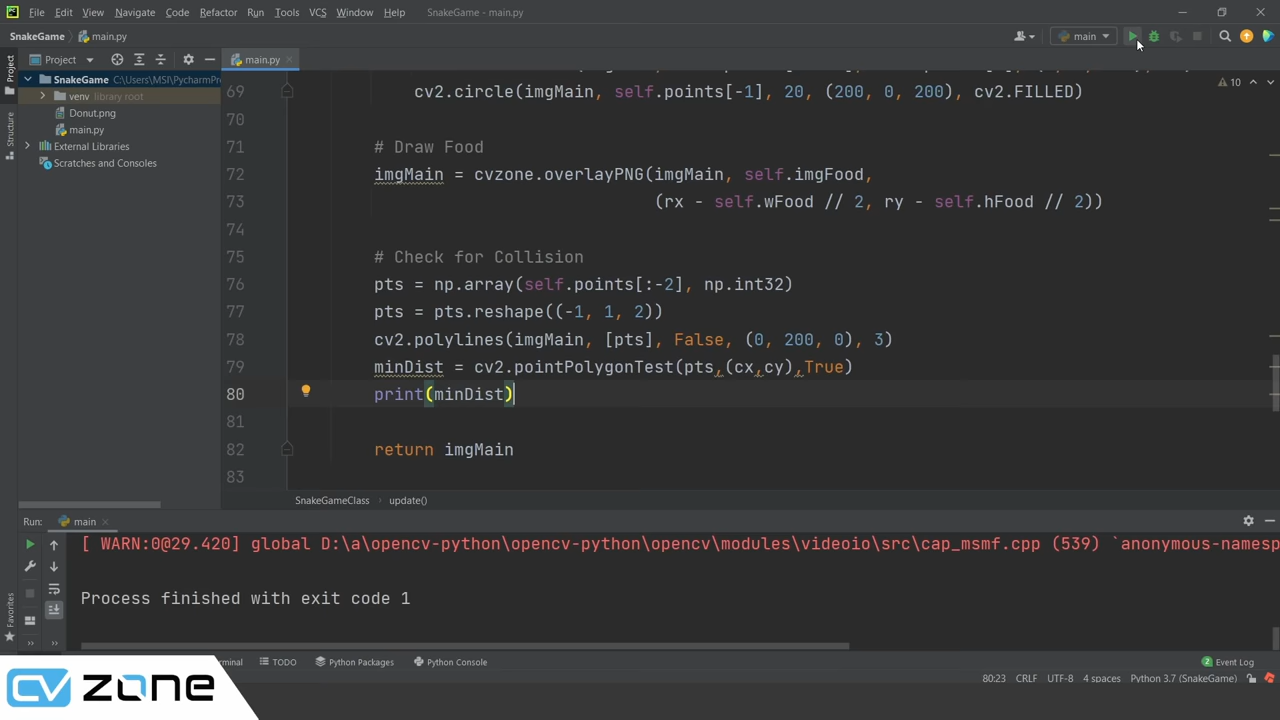 File Edit View Navigate Code Refactor Run Tools VCS Window Help SnakeGame - main.py
SnakeGame main.py main
Project main.py
Project
SnakeGame C:\Users\MSI\PycharmPr
venv library root
Donut.png
main.py
External Libraries
Scratches and Consoles
Structure
Favorites
10
69 cv2.circle(imgMain, self.points[-1], 20, (200, 0, 200), cv2.FILLED)
70
71 # Draw Food
72 imgMain = cvzone.overlayPNG(imgMain, self.imgFood,
73 (rx - self.wFood // 2, ry - self.hFood // 2))
74
75 # Check for Collision
76 pts = np.array(self.points[:-2], np.int32)
77 pts = pts.reshape((-1, 1, 2))
78 cv2.polylines(imgMain, [pts], False, (0, 200, 0), 3)
79 minDist = cv2.pointPolygonTest(pts,(cx,cy),True)
80 print(minDist)
81
82 return imgMain
83
SnakeGameClass update()
Run: main
[ WARN:0@29.420] global D:\a\opencv-python\opencv-python\opencv\modules\videoio\src\cap_msmf.cpp (539) `anonymous-namesp
Process finished with exit code 1
TODO Python Packages Python Console 2 Event Log
80:23 CRLF UTF-8 4 spaces Python 3.7 (SnakeGame)
CV zone